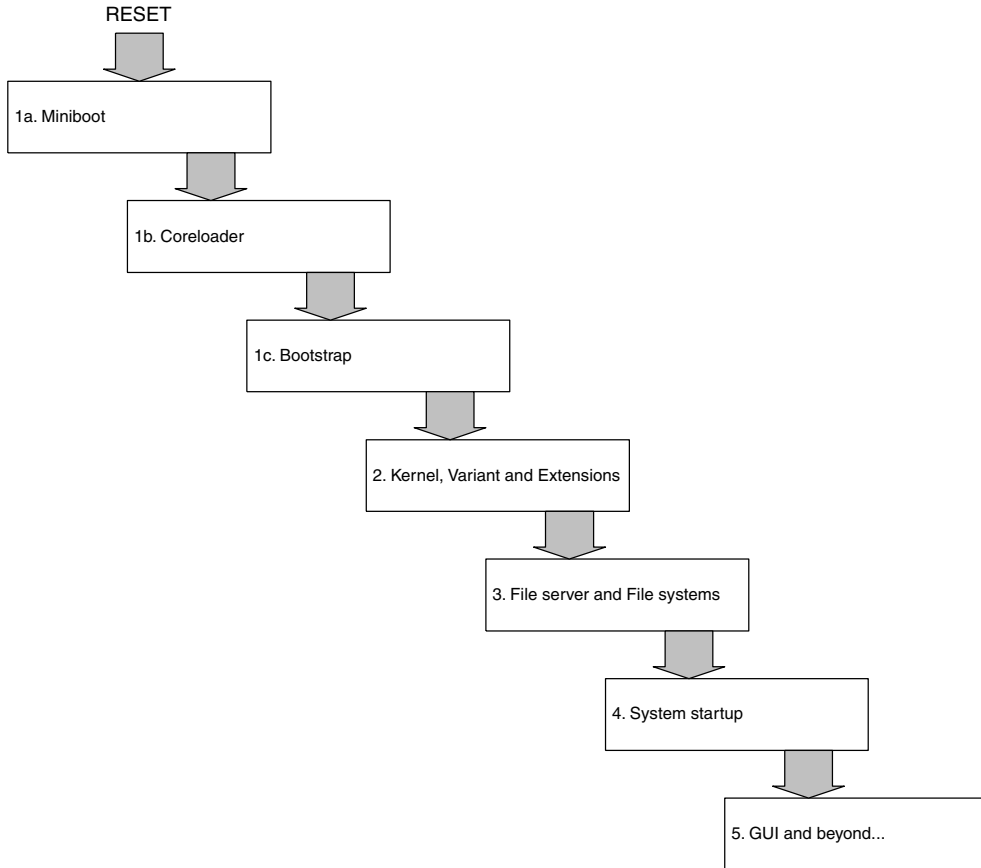 RESET
1a. Miniboot
1b. Coreloader
1c. Bootstrap
2. Kernel, Variant and Extensions
3. File server and File systems
4. System startup
5. GUI and beyond...